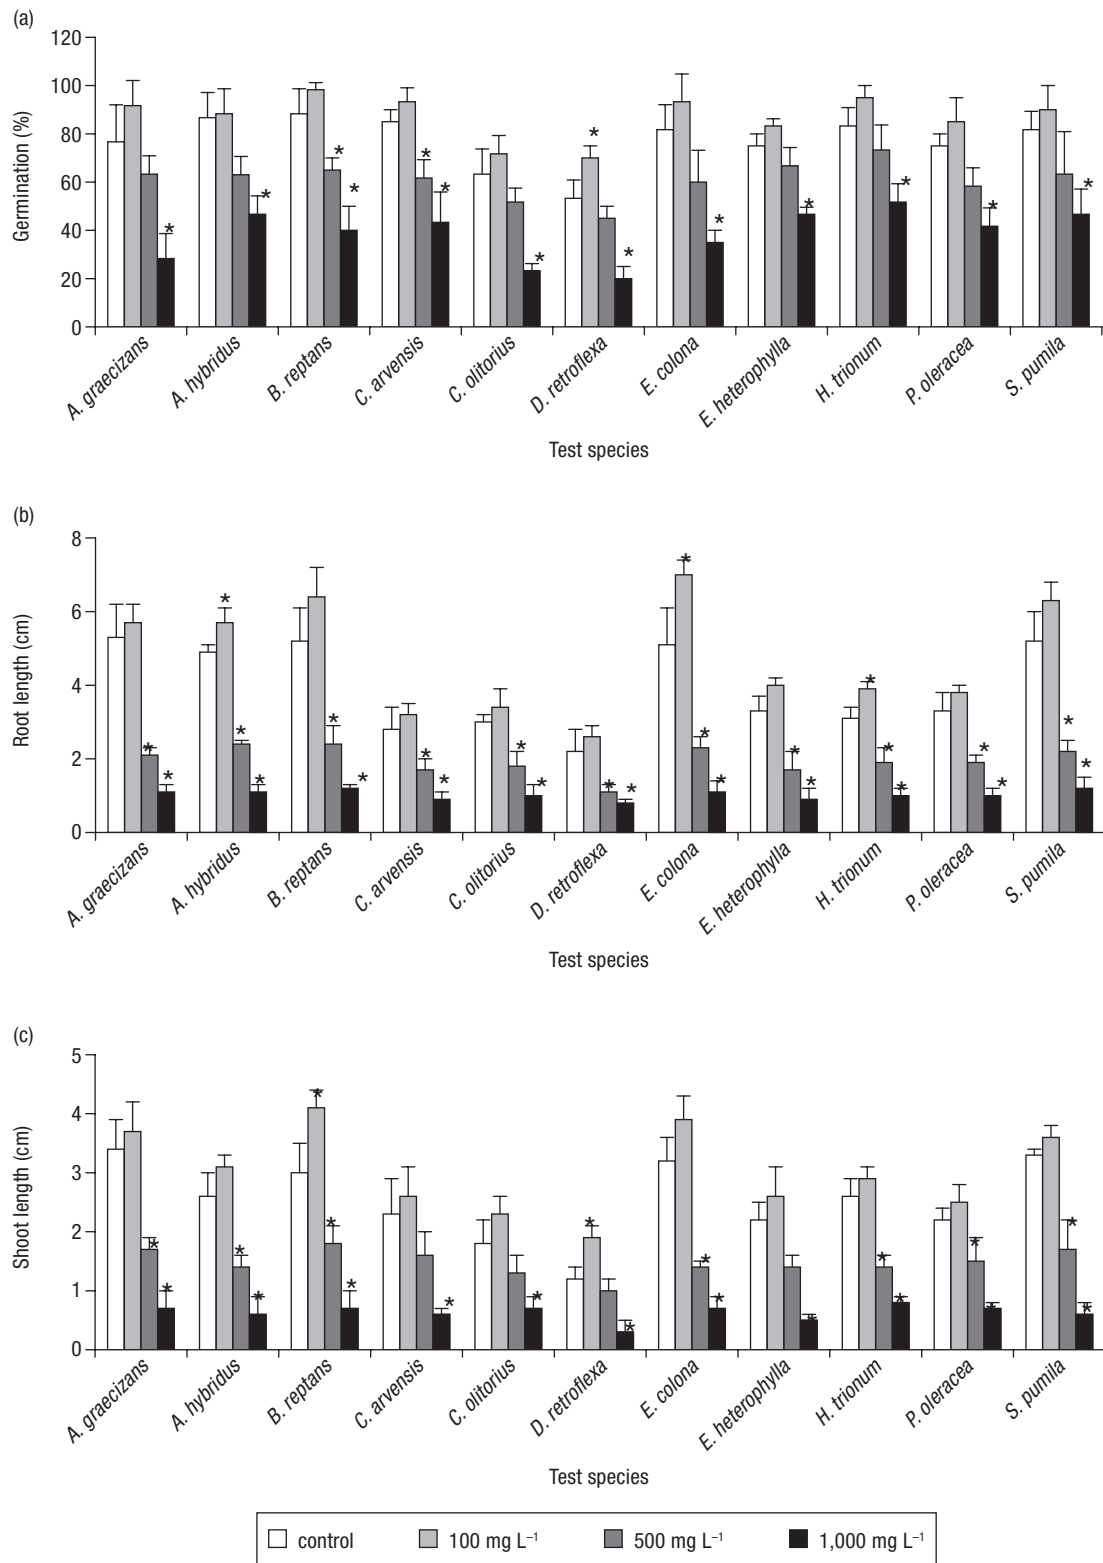 (a)
120
100
80
60
40
20
0
Germination (%)
* * * * * * * * * * * * * * *
A. graecizans
A. hybridus
B. reptans
C. arvensis
C. olitorius
D. retroflexa
E. colona
E. heterophylla
H. trionum
P. oleracea
S. pumila
Test species
(b)
8
6
4
2
0
Root length (cm)
* * * * * * * * * * * * * * * * * * * * * * * * *
A. graecizans
A. hybridus
B. reptans
C. arvensis
C. olitorius
D. retroflexa
E. colona
E. heterophylla
H. trionum
P. oleracea
S. pumila
Test species
(c)
5
4
3
2
1
0
Shoot length (cm)
* * * * * * * * * * * * * * * * * * * *
A. graecizans
A. hybridus
B. reptans
C. arvensis
C. olitorius
D. retroflexa
E. colona
E. heterophylla
H. trionum
P. oleracea
S. pumila
Test species
control 100 mg L⁻¹ 500 mg L⁻¹ 1,000 mg L⁻¹